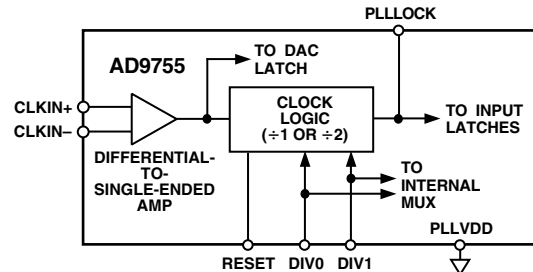 PLLLOCK
AD9755
TO DAC
LATCH
CLKIN+
CLKIN–
CLOCK
LOGIC
(÷1 OR ÷2)
TO INPUT
LATCHES
DIFFERENTIAL-
TO-
SINGLE-ENDED
AMP
TO
INTERNAL
MUX
PLLVDD
RESET
DIV0
DIV1